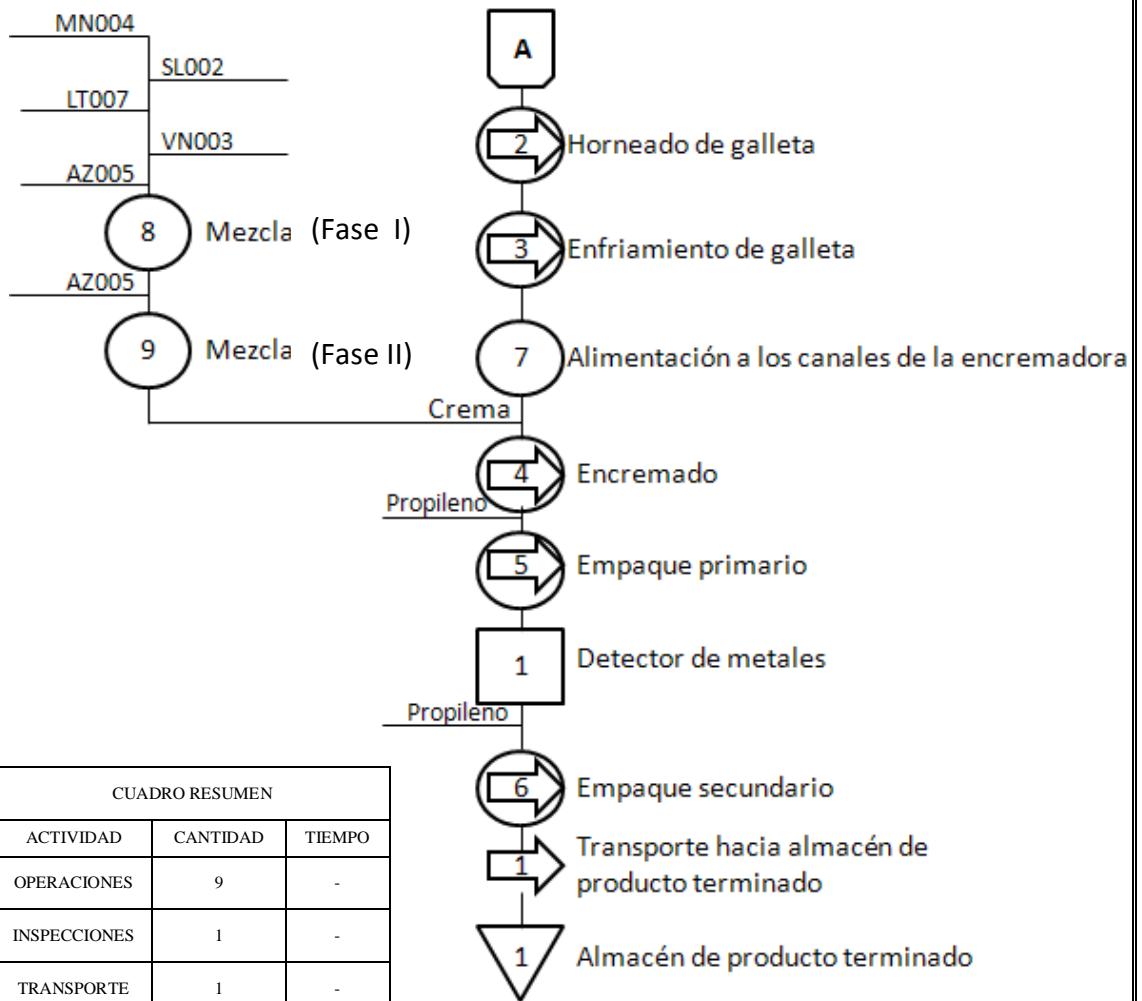 MN004
SL002
LT007
VN003
AZ005
8 Mezcla (Fase I)
AZ005
9 Mezcla (Fase II)
A
2 Horneado de galleta
3 Enfriamiento de galleta
7 Alimentación a los canales de la encremadora
Crema
4 Encremado
Propileno
5 Empaque primario
1 Detector de metales
Propileno
6 Empaque secundario
1 Transporte hacia almacén de
producto terminado
1 Almacén de producto terminado
CUADRO RESUMEN
ACTIVIDAD CANTIDAD TIEMPO
OPERACIONES 9 -
INSPECCIONES 1 -
TRANSPORTE 1 -